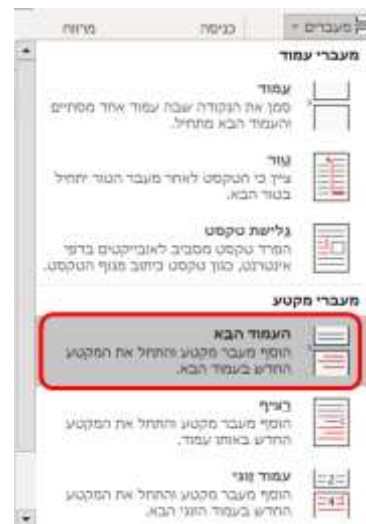 מעברים
כניסה
מרווח
מעברי עמוד
עמוד
סמן את הנקודה שבה עמוד אחד מסתיים
והעמוד הבא מתחיל.
טור
ציין כי הטקסט לאחר מעבר הטור יתחיל
בטור הבא.
גלישת טקסט
הפרד טקסט מסביב לאובייקטים בדפי
אינטרנט, כגון טקסט כיתוב מגוף הטקסט.
מעברי מקטע
העמוד הבא
הוסף מעבר מקטע והתחל את המקטע
החדש בעמוד הבא.
רציף
הוסף מעבר מקטע והתחל את המקטע
החדש באותו עמוד.
עמוד זוגי
הוסף מעבר מקטע והתחל את המקטע
החדש בעמוד הזוגי הבא.